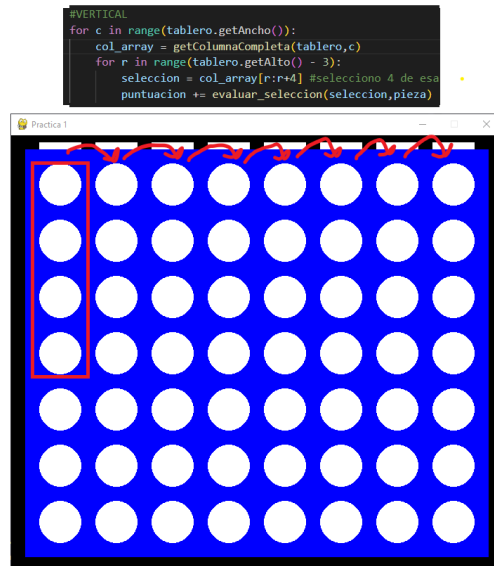 #VERTICAL
for c in range(tablero.getAncho()):
    col_array = getColumnaCompleta(tablero,c)
    for r in range(tablero.getAlto() - 3):
        seleccion = col_array[r:r+4] #selecciono 4 de esa
        puntuacion += evaluar_seleccion(seleccion,pieza)
Practica 1